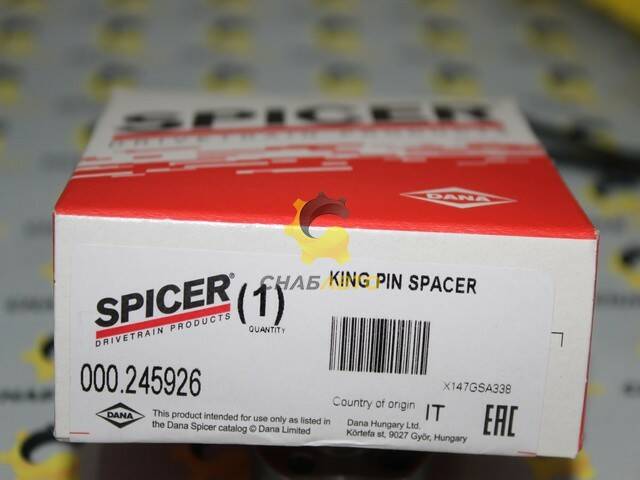 SPICER
DANA
СНАБАВТО
SPICER®
DRIVETRAIN PRODUCTS
(1)
QUANTITY
KING PIN SPACER
000.245926
X147GSA338
Country of origin IT
EAC
DANA
This product intended for use only as listed in
the Dana Spicer catalog © Dana Limited
Dana Hungary Ltd.
Körtefa st, 9027 Győr, Hungary